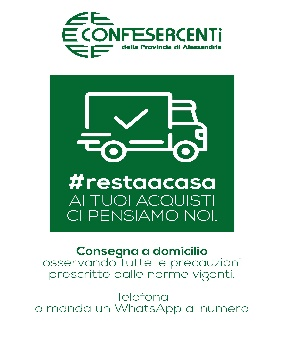 CONFESERCENTi
della Provincia di Alessandria
#restaacasa
AI TUOI ACQUISTI
CI PENSIAMO NOI.
Consegna a domicilio
osservando tutte le precauzioni
prescritte dalle norme vigenti.
Telefona
o manda un WhatsApp al numero